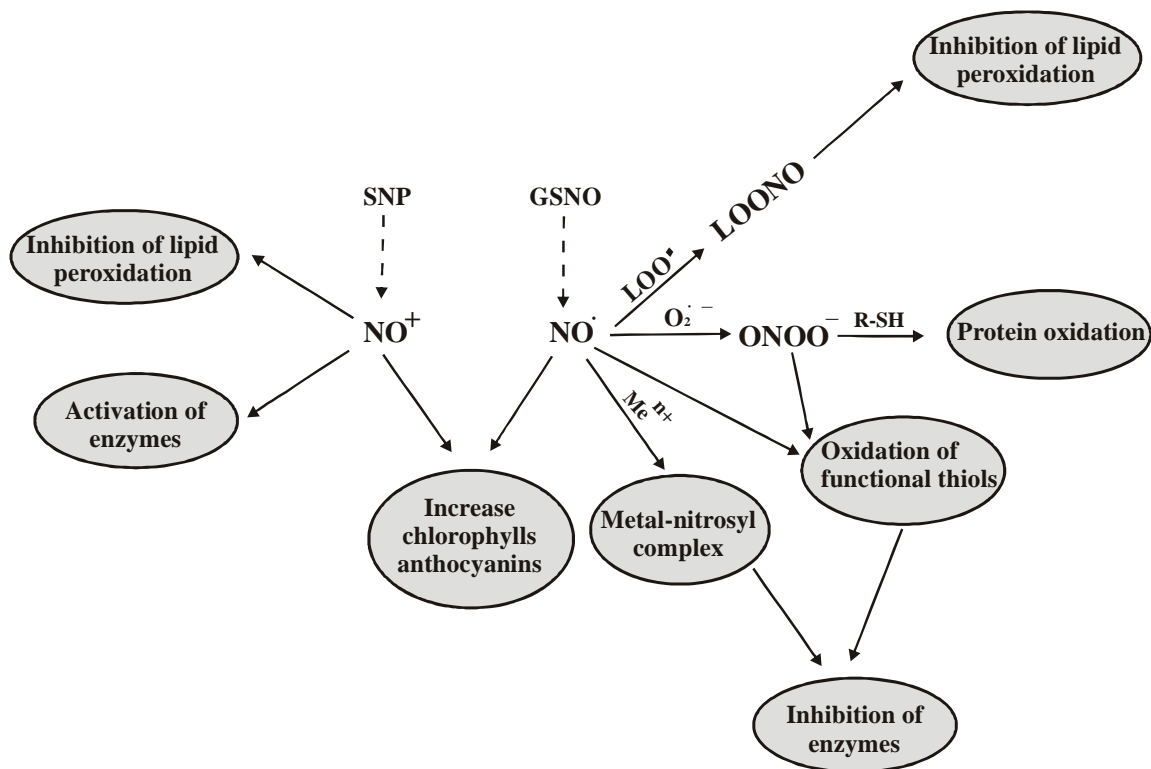 Inhibition of lipid
peroxidation
SNP
GSNO
LOONO
Inhibition of lipid
peroxidation
LOO•
NO+
NO·
O2·−
ONOO−
R-SH
Protein oxidation
Activation of
enzymes
Me n+
Oxidation of
functional thiols
Increase
chlorophylls
anthocyanins
Metal-nitrosyl
complex
Inhibition of
enzymes